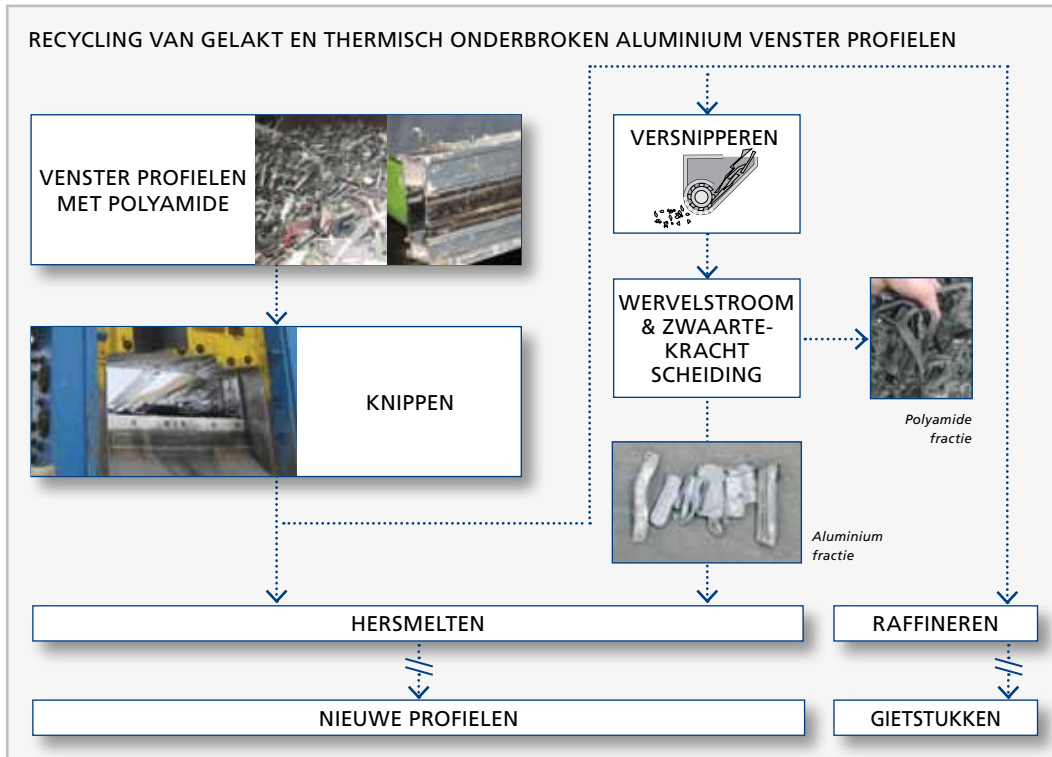 RECYCLING VAN GELAKT EN THERMISCH ONDERBROKEN ALUMINIUM VENSTER PROFIELEN
VENSTER PROFIELEN
MET POLYAMIDE
KNIPPEN
VERSNIPPEREN
WERVELSTROOM
& ZWAARTE-
KRACHT
SCHEIDING
Polyamide
fractie
Aluminium
fractie
HERSMELTEN
RAFFINEREN
NIEUWE PROFIELEN
GIETSTUKKEN